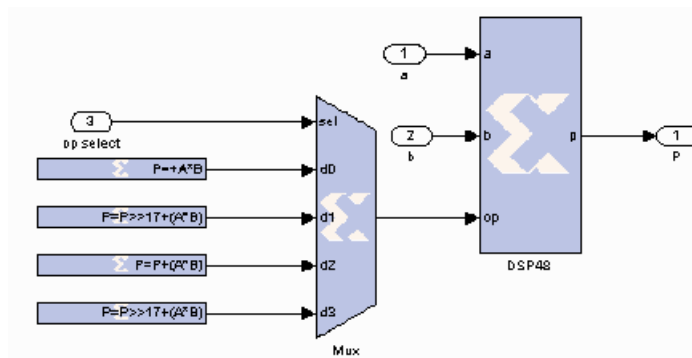 1
a
3
op select
sel
a
P=+A*B
d0
2
b
b
p
1
P
P=P>>17+(A*B)
d1
op
P=P+(A*B)
d2
DSP48
P=P>>17+(A*B)
d3
Mux